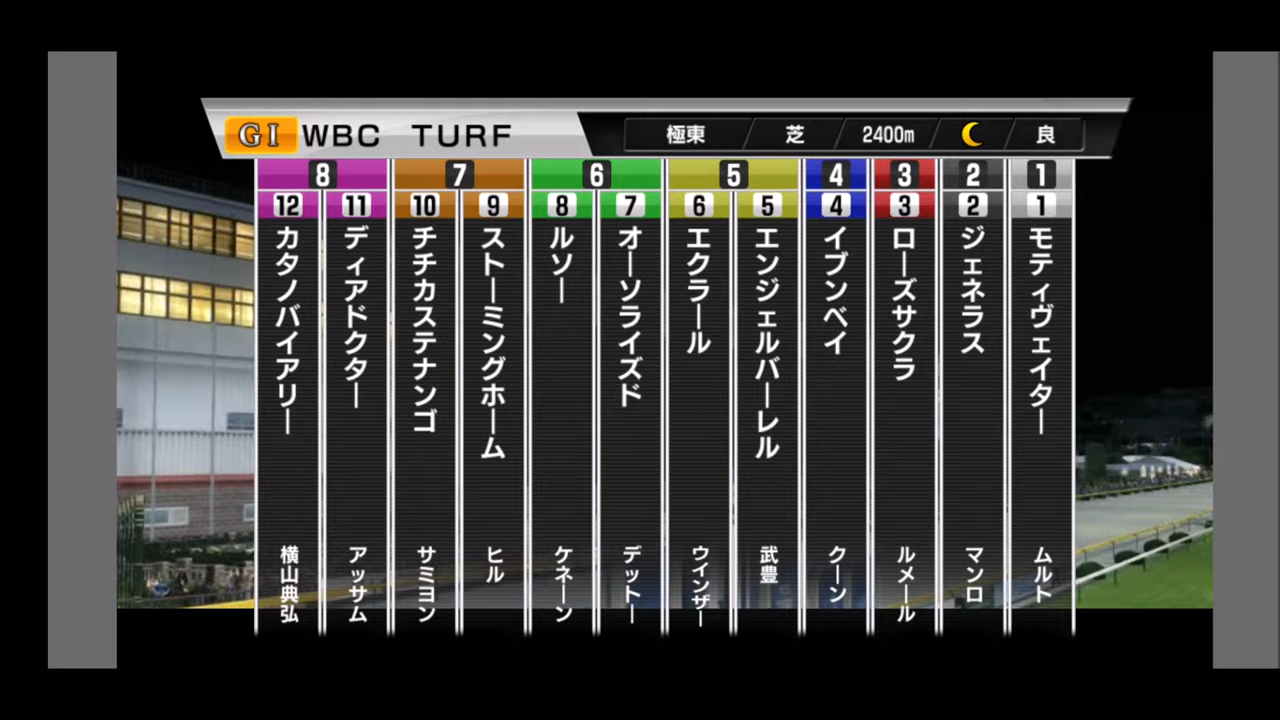 GI WBC TURF 極東 芝 2400m 良
1
1
モティヴェイター
ムルト
2
2
ジェネラス
マンロ
3
3
ローズサクラ
ルメール
4
4
イブンベイ
クーン
5
5
エンジェルバーレル
武豊
6
エクラール
ウィンザー
6
7
オーソライズド
デットー
8
ルソー
ケネーン
7
9
ストーミングホーム
ヒル
10
チチカステナンゴ
サミヨン
8
11
ディアドクター
アッサム
12
カタノバイアリー
横山典弘